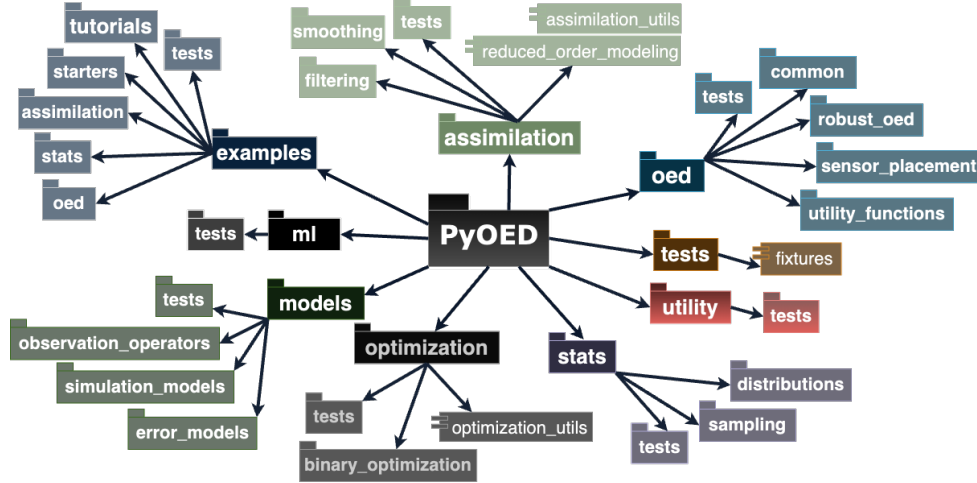 tutorials
tests
starters
assimilation
stats
oed
examples
smoothing
tests
assimilation_utils
reduced_order_modeling
filtering
assimilation
common
tests
robust_oed
oed
sensor_placement
utility_functions
tests
ml
PyOED
tests
fixtures
tests
models
utility
tests
observation_operators
simulation_models
error_models
optimization
tests
optimization_utils
binary_optimization
stats
distributions
sampling
tests